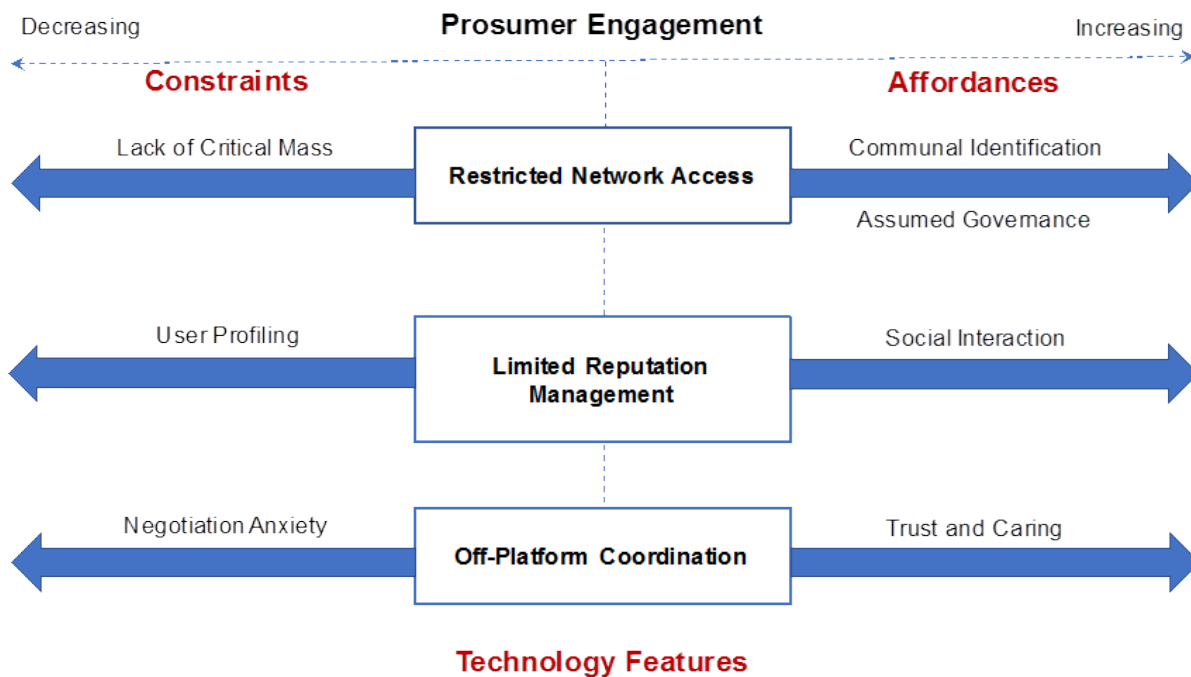 Decreasing
Prosumer Engagement
Increasing
Constraints
Affordances
Lack of Critical Mass
Restricted Network Access
Communal Identification
Assumed Governance
User Profiling
Limited Reputation
Management
Social Interaction
Negotiation Anxiety
Off-Platform Coordination
Trust and Caring
Technology Features